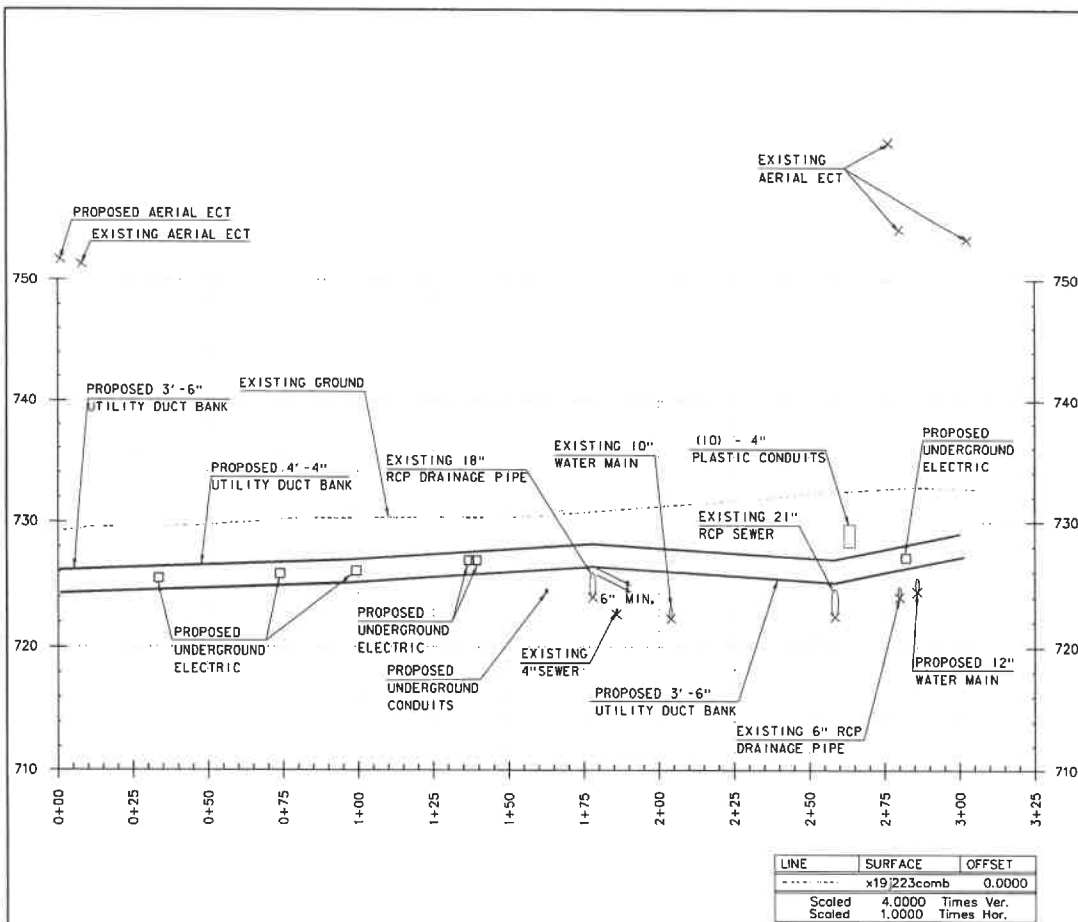 EXISTING
AERIAL ECT
PROPOSED AERIAL ECT
EXISTING AERIAL ECT
750
750
PROPOSED 3'-6"
UTILITY DUCT BANK
EXISTING GROUND
740
740
PROPOSED 4'-4"
UTILITY DUCT BANK
EXISTING 18"
RCP DRAINAGE PIPE
EXISTING 10"
WATER MAIN
(10) - 4"
PLASTIC CONDUITS
PROPOSED
UNDERGROUND
ELECTRIC
EXISTING 21"
RCP SEWER
730
730
6" MIN.
PROPOSED
UNDERGROUND
ELECTRIC
PROPOSED
UNDERGROUND
ELECTRIC
720
720
EXISTING
4"SEWER
PROPOSED
UNDERGROUND
CONDUITS
PROPOSED 3'-6"
UTILITY DUCT BANK
PROPOSED 12"
WATER MAIN
EXISTING 6" RCP
DRAINAGE PIPE
710
710
0+00
0+25
0+50
0+75
1+00
1+25
1+50
1+75
2+00
2+25
2+50
2+75
3+00
3+25
LINE SURFACE OFFSET
x19j223comb 0.0000
Scaled 4.0000 Times Ver.
Scaled 1.0000 Times Hor.